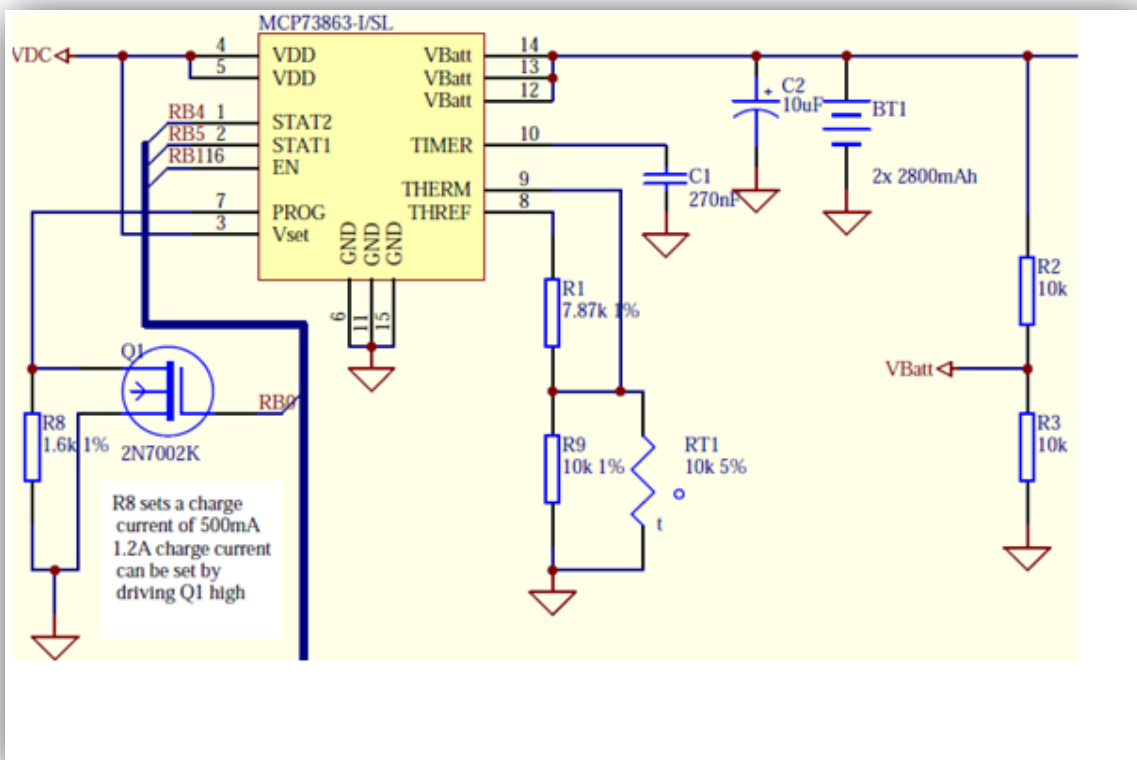 MCP73863-I/SL
VDC
4
VDD
5
VDD
RB4 1
STAT2
RB5 2
STAT1
RB116
EN
7
PROG
3
Vset
VBatt
14
VBatt
13
VBatt
12
TIMER
10
THERM
9
THREF
8
GND
GND
GND
6
11
15
C2
10uF
+
BT1
2x 2800mAh
C1
270nF
R1
7.87k 1%
R2
10k
VBatt
R3
10k
Q1
RB0
2N7002K
R8
1.6k 1%
R9
10k 1%
RT1
10k 5%
t
R8 sets a charge
current of 500mA
1.2A charge current
can be set by
driving Q1 high